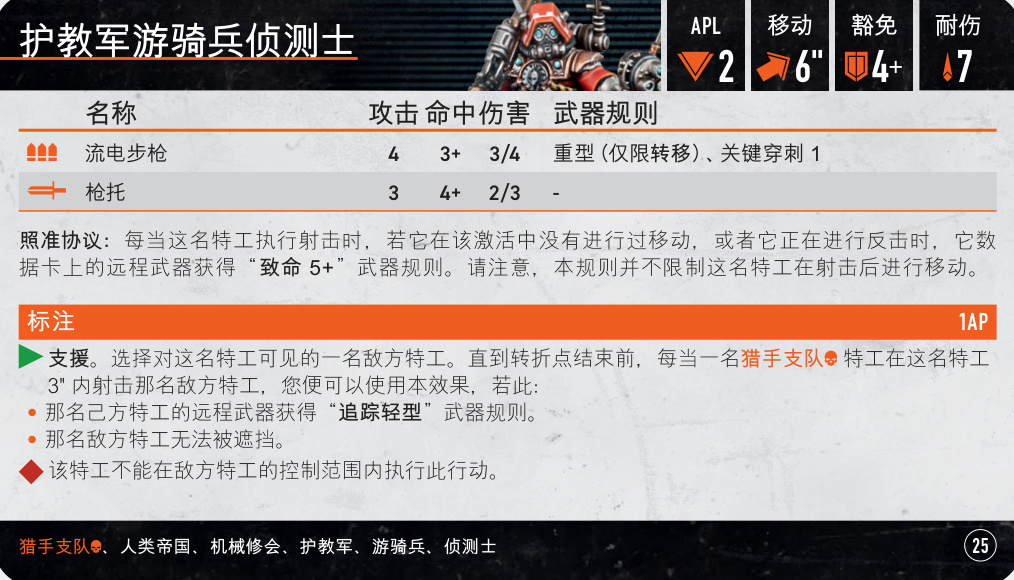 护教军游骑兵侦测士
APL 移动 豁免 耐伤
2 6" 4+ 7
名称 攻击 命中 伤害 武器规则
流电步枪 4 3+ 3/4 重型（仅限转移）、关键穿刺 1
枪托 3 4+ 2/3 -
照准协议：每当这名特工执行射击时，若它在该激活中没有进行过移动，或者它正在进行反击时，它数
据卡上的远程武器获得“致命 5+”武器规则。请注意，本规则并不限制这名特工在射击后进行移动。
标注 1AP
支援。选择对这名特工可见的一名敌方特工。直到转折点结束前，每当一名猎手支队 特工在这名特工
3" 内射击那名敌方特工，您便可以使用本效果，若此:
• 那名己方特工的远程武器获得“追踪轻型”武器规则。
• 那名敌方特工无法被遮挡。
该特工不能在敌方特工的控制范围内执行此行动。
猎手支队、人类帝国、机械修会、护教军、游骑兵、侦测士 25